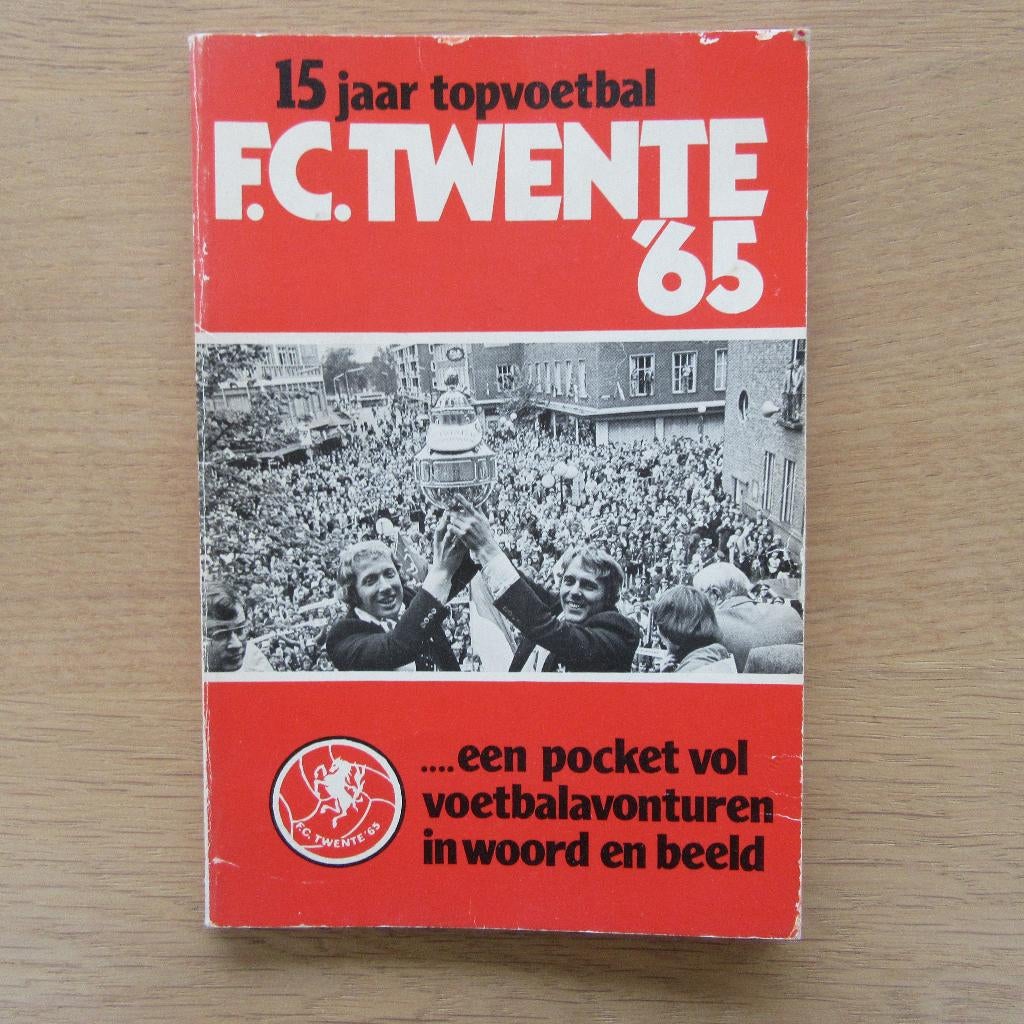 15 jaar topvoetbal
F.C. TWENTE
'65
....een pocket vol
voetbalavonturen
in woord en beeld
F.C. TWENTE '65